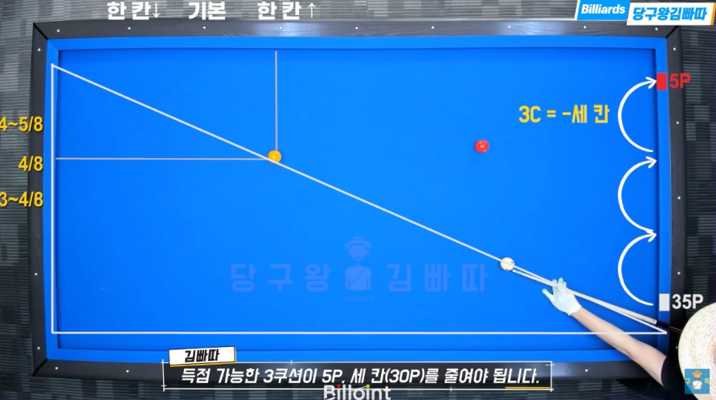 한 칸↓ 기본 한 칸↑
Billiards 당구왕김빠따
5P
3C = -세 칸
4~5/8
4/8
3~4/8
당구왕 김빠따
35P
김빠따
득점 가능한 3쿠션이 5P, 세 칸(30P)를 줄여야 됩니다.
Billoint